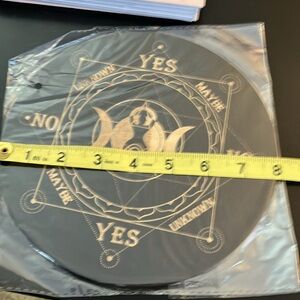 YES
UNKNOWN
MAYBE
NO
1 2 3 4 5 6 7 8
MAYBE
UNKNOWN
YES